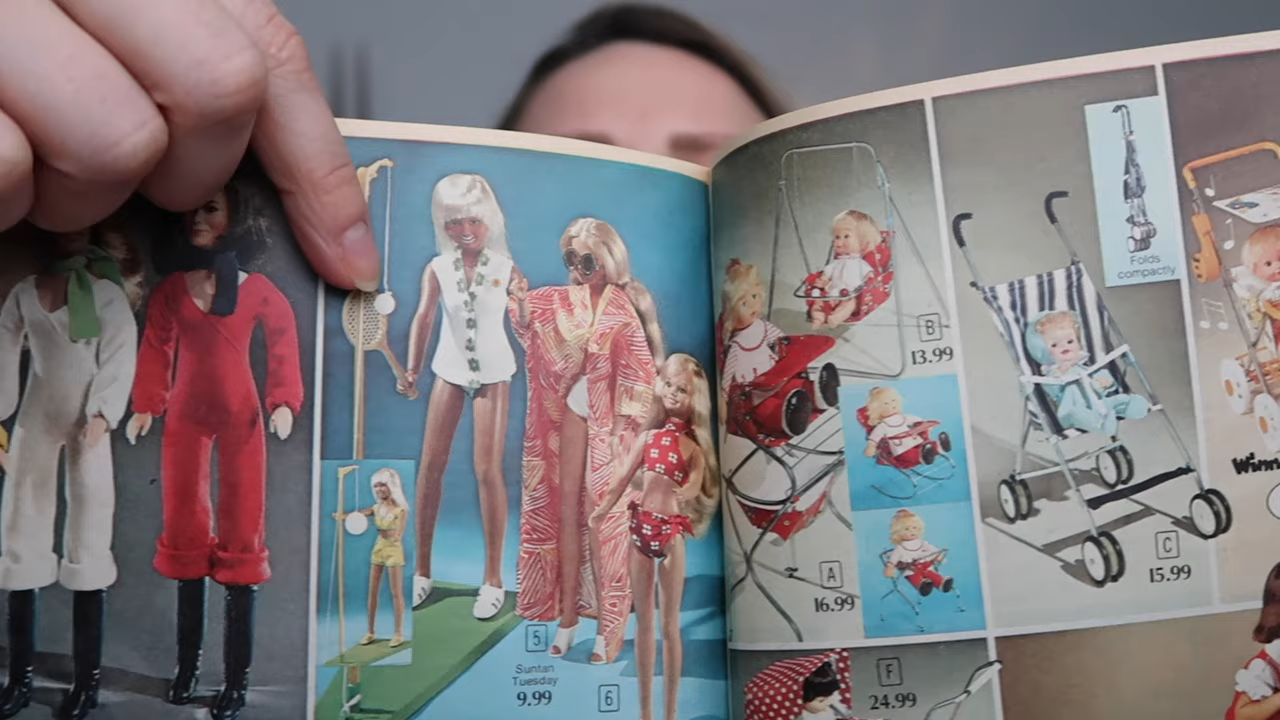 5
Suntan
Tuesday
9.99
6
B
13.99
A
16.99
Folds
compactly
C
15.99
F
24.99